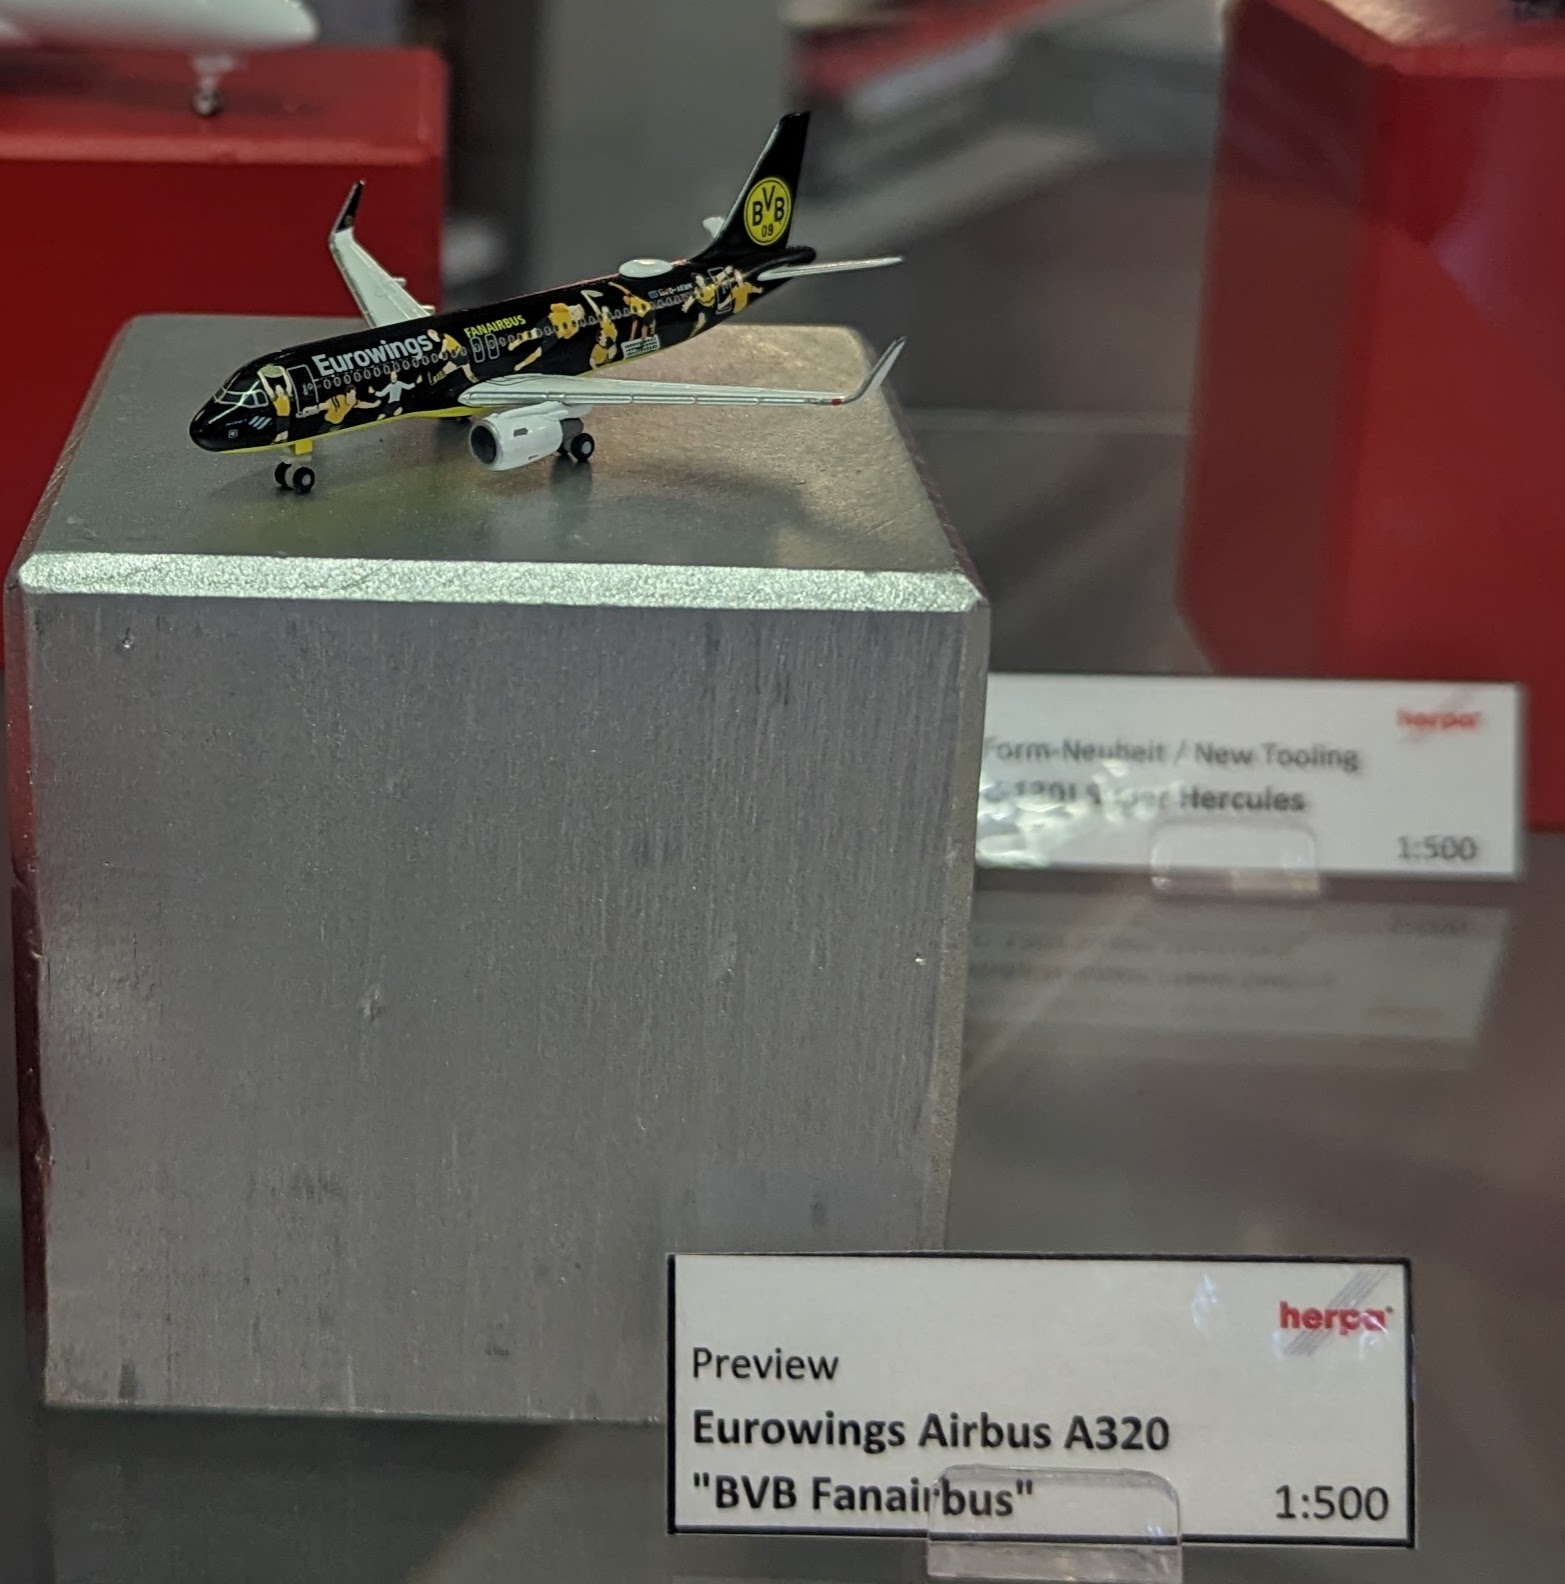 BVB
09
FANAIRBUS
Eurowings
herpa
Form-Neuheit / New Tooling
Hercules
1:500
herpa
Preview
Eurowings Airbus A320
"BVB Fanairbus"
1:500